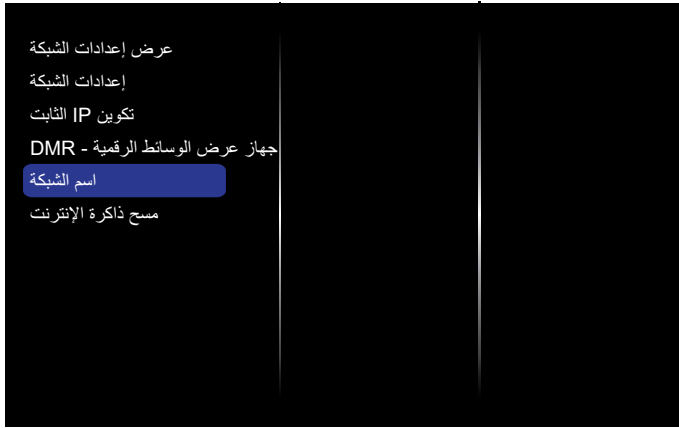 عرض إعدادات الشبكة
إعدادات الشبكة
تكوين IP الثابت
جهاز عرض الوسائط الرقمية - DMR
اسم الشبكة
مسح ذاكرة الإنترنت